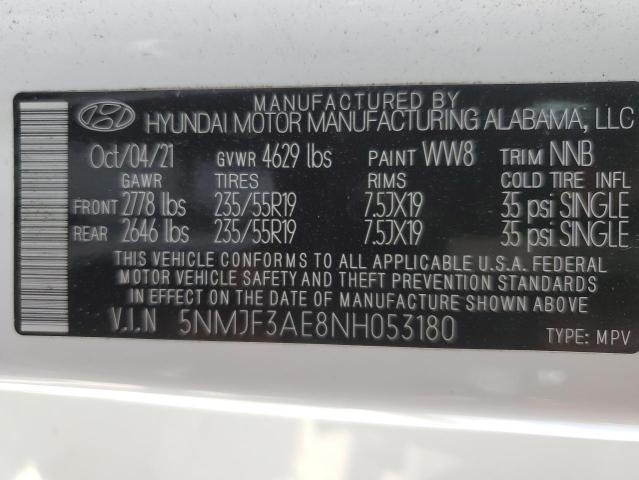 MANUFACTURED BY
HYUNDAI MOTOR MANUFACTURING ALABAMA, LLC
Oct/04/21 GVWR 4629 lbs PAINT WW8 TRIM NNB
GAWR TIRES RIMS COLD TIRE INFL
FRONT 2778 lbs 235/55R19 7.5JX19 35 psi SINGLE
REAR 2646 lbs 235/55R19 7.5JX19 35 psi SINGLE
THIS VEHICLE CONFORMS TO ALL APPLICABLE U.S.A. FEDERAL
MOTOR VEHICLE SAFETY AND THEFT PREVENTION STANDARDS
IN EFFECT ON THE DATE OF MANUFACTURE SHOWN ABOVE
V.I.N 5NMJF3AE8NH053180
TYPE: MPV